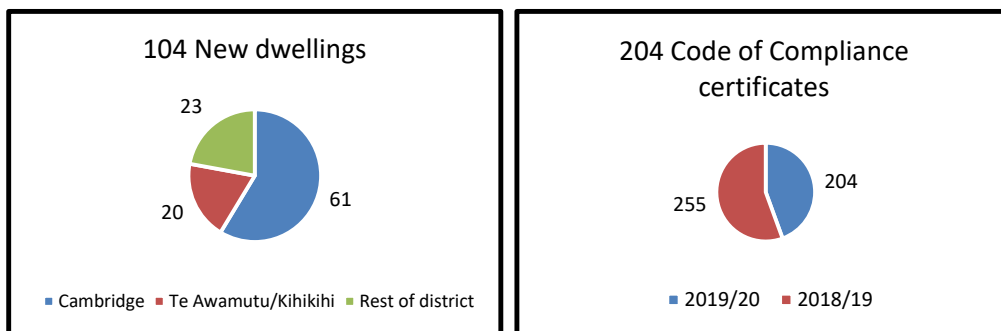 104 New dwellings
23
20
61
Cambridge Te Awamutu/Kihikihi Rest of district
204 Code of Compliance
certificates
255
204
2019/20 2018/19